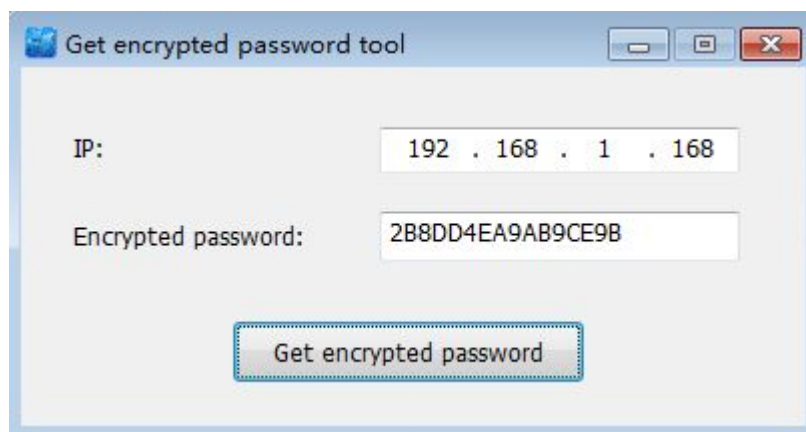 Get encrypted password tool
IP: 192 . 168 . 1 . 168
Encrypted password: 2B8DD4EA9AB9CE9B
Get encrypted password